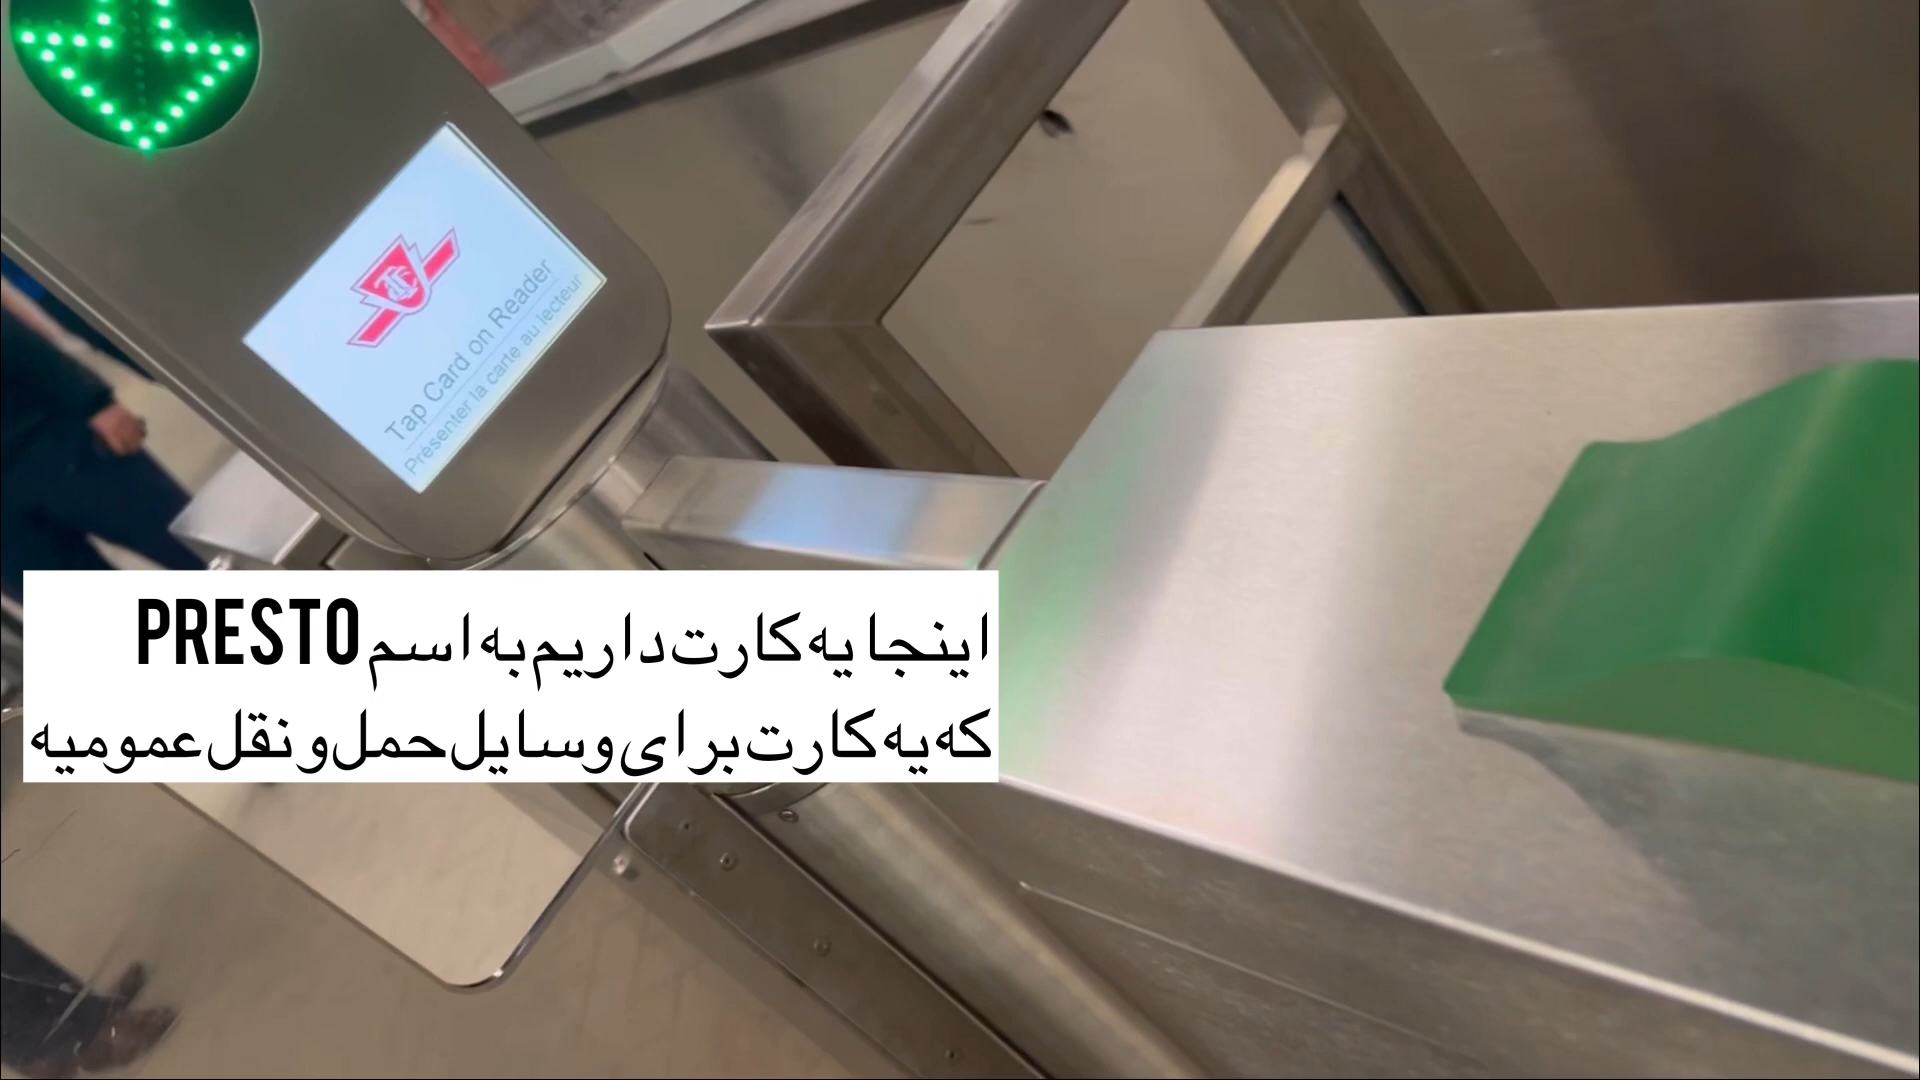 Tap Card on Reader
Présenter la carte au lecteur
اینجا یه کارت داریم به اسم PRESTO
که یه کارت برای وسایل حمل و نقل عمومیه